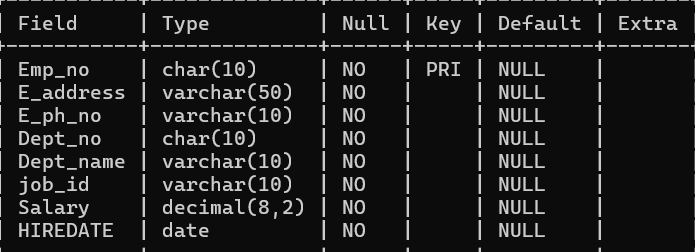 | Field | Type | Null | Key | Default | Extra
| Emp_no | char(10) | NO | PRI | NULL |
| E_address | varchar(50) | NO | | NULL |
| E_ph_no | varchar(10) | NO | | NULL |
| Dept_no | char(10) | NO | | NULL |
| Dept_name | varchar(10) | NO | | NULL |
| job_id | varchar(10) | NO | | NULL |
| Salary | decimal(8,2) | NO | | NULL |
| HIREDATE | date | NO | | NULL |